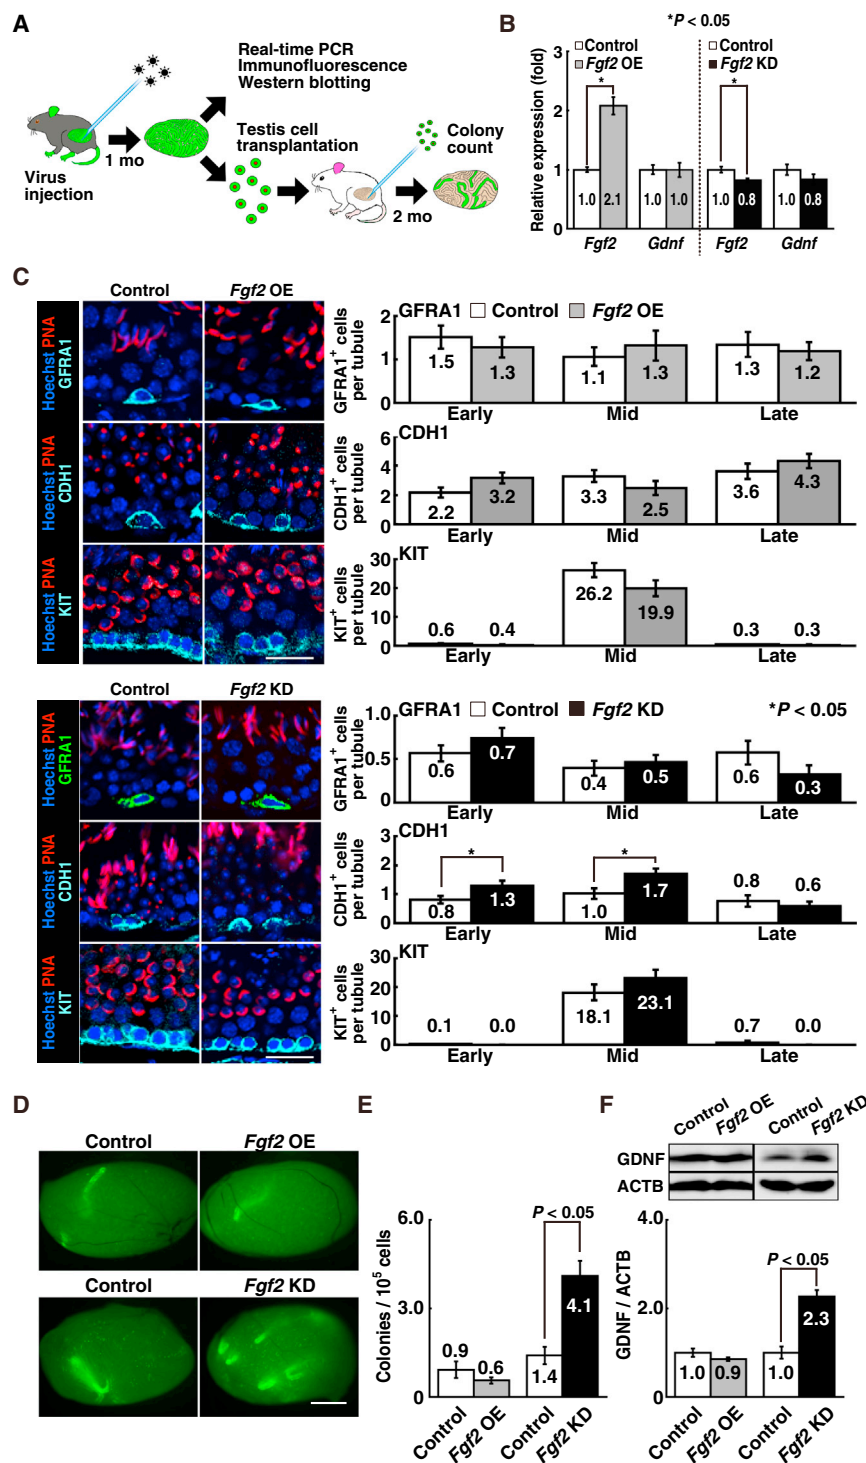 A
Real-time PCR
Immunofluorescence
Western blotting
Virus
injection
1 mo
Testis cell
transplantation
Colony
count
2 mo
B
*P < 0.05
Control
Fgf2 OE
Control
Fgf2 KD
Relative expression (fold)
3
2
1
0
*
*
1.0
2.1
1.0
1.0
1.0
0.8
1.0
0.8
Fgf2
Gdnf
Fgf2
Gdnf
C
Control
Fgf2 OE
Hoechst PNA
GFRA1
Hoechst PNA
CDH1
Hoechst PNA
KIT
GFRA1
Control
Fgf2 OE
GFRA1+ cells
per tubule
2
1
0
1.5
1.3
1.1
1.3
1.3
1.2
Early
Mid
Late
CDH1
CDH1+ cells
per tubule
6
4
2
0
2.2
3.2
3.3
2.5
3.6
4.3
Early
Mid
Late
KIT
KIT+ cells
per tubule
30
20
10
0
0.6
0.4
26.2
19.9
0.3
0.3
Early
Mid
Late
Control
Fgf2 KD
Hoechst PNA
GFRA1
Hoechst PNA
CDH1
Hoechst PNA
KIT
GFRA1
Control
Fgf2 KD
*P < 0.05
GFRA1+ cells
per tubule
1.0
0.5
0
0.6
0.7
0.4
0.5
0.6
0.3
Early
Mid
Late
CDH1
CDH1+ cells
per tubule
3
2
1
0
*
*
0.8
1.3
1.0
1.7
0.8
0.6
Early
Mid
Late
KIT
KIT+ cells
per tubule
30
20
10
0
0.1
0.0
18.1
23.1
0.7
0.0
Early
Mid
Late
D
Control
Fgf2 OE
Control
Fgf2 KD
E
Colonies / 10⁵ cells
6.0
3.0
0
P < 0.05
0.9
0.6
1.4
4.1
Control
Fgf2 OE
Control
Fgf2 KD
F
Control
Fgf2 OE
Control
Fgf2 KD
GDNF
ACTB
GDNF / ACTB
4.0
2.0
0
P < 0.05
1.0
0.9
1.0
2.3
Control
Fgf2 OE
Control
Fgf2 KD